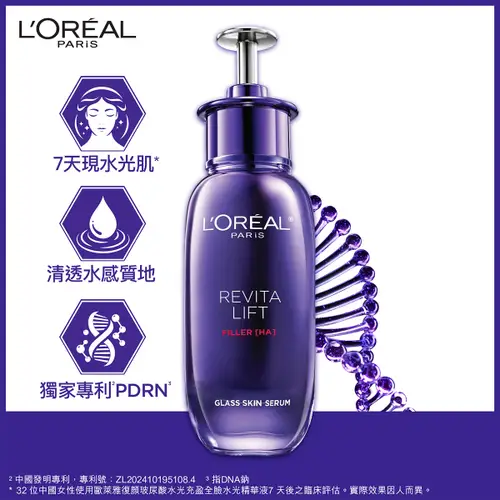 L'ORÉAL
PARIS
7天現水光肌*
清透水感質地
獨家專利²PDRN³
L'ORÉAL®
PARIS
REVITA
LIFT
FILLER [HA]
GLASS SKIN SERUM
² 中國發明專利，專利號：ZL202410195108.4 ³ 指DNA鈉
* 32 位中國女性使用歐萊雅復顏玻尿酸水光充盈全臉水光精華液7 天後之臨床評估。實際效果因人而異。